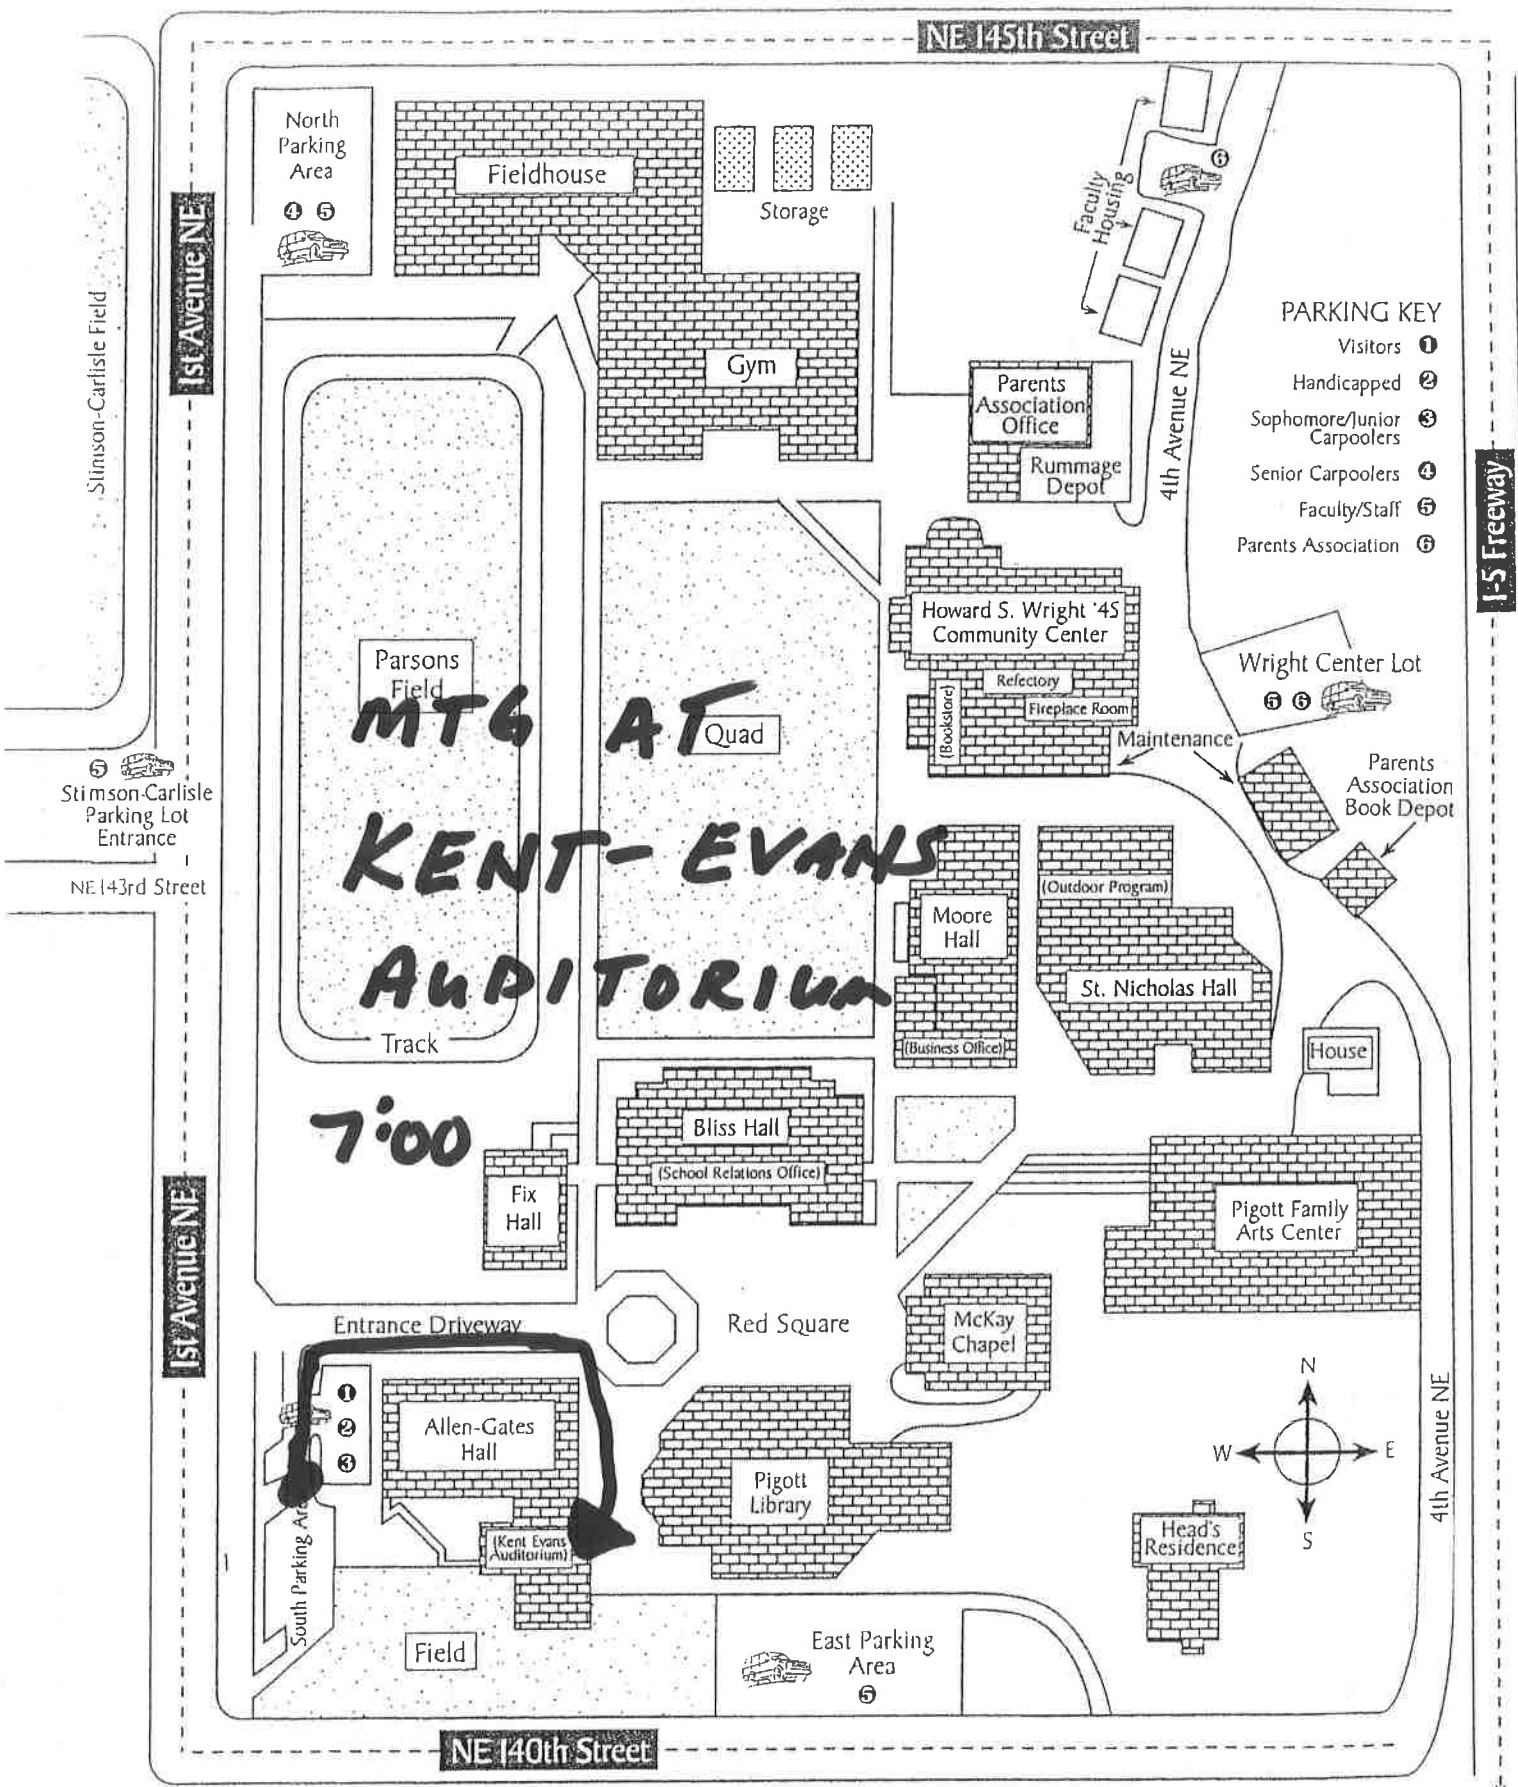 NE 145th Street
North
Parking
Area
❹ ❺
Fieldhouse
Storage
Faculty
Housing
❻
1st Avenue NE
Stimson-Carlisle Field
Gym
Parents
Association
Office
Rummage
Depot
4th Avenue NE
PARKING KEY
Visitors ❶
Handicapped ❷
Sophomore/Junior
Carpoolers ❸
Senior Carpoolers ❹
Faculty/Staff ❺
Parents Association ❻
I-5 Freeway
Howard S. Wright '45
Community Center
Refectory
Fireplace Room
(Bookstore)
Wright Center Lot
❺ ❻
Maintenance
Parents
Association
Book Depot
Parsons
Field
Quad
MTG AT
KENT-EVANS
AUDITORIUM
7:00
❺
Stimson-Carlisle
Parking Lot
Entrance
NE 143rd Street
Moore
Hall
(Business Office)
(Outdoor Program)
St. Nicholas Hall
House
Track
Bliss Hall
(School Relations Office)
Fix
Hall
Pigott Family
Arts Center
1st Avenue NE
Entrance Driveway
Red Square
McKay
Chapel
❶
❷
❸
Allen-Gates
Hall
Pigott
Library
(Kent Evans
Auditorium)
South Parking
N
W
E
S
4th Avenue NE
Head's
Residence
Field
East Parking
Area
❺
NE 140th Street